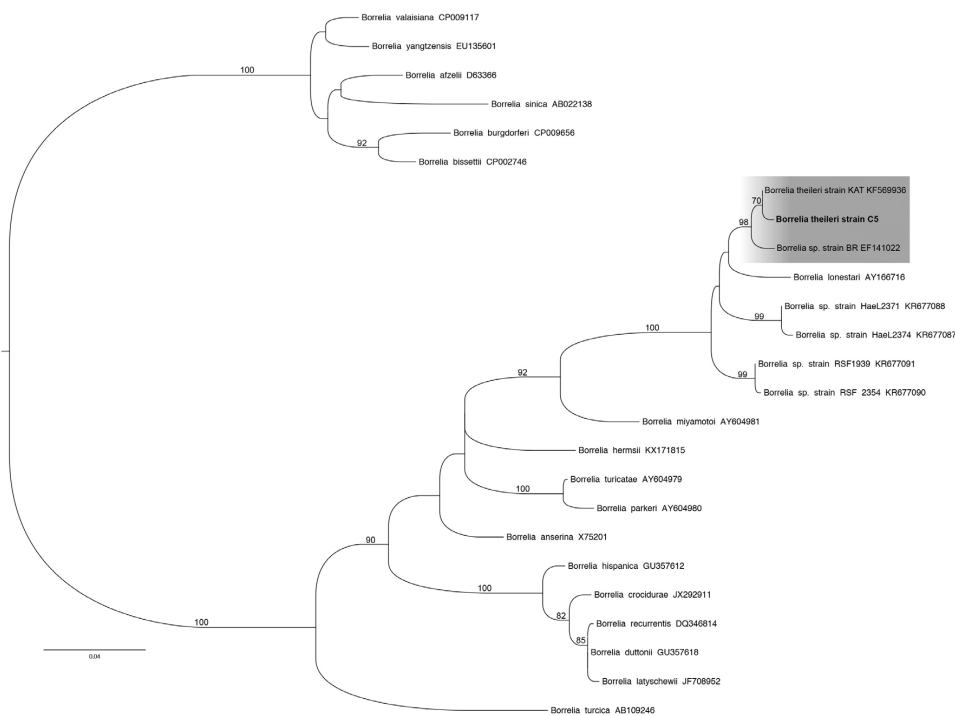 Borrelia valaisiana CP009117
Borrelia yangtzensis EU135601
100
Borrelia afzelii D63366
Borrelia sinica AB022138
Borrelia burgdorferi CP009656
92
Borrelia bissettii CP002746
Borrelia theileri strain KAT KF569936
70
Borrelia theileri strain C5
98
Borrelia sp. strain BR EF141022
Borrelia lonestari AY166716
Borrelia sp. strain HaeL2371 KR677088
99
100
Borrelia sp. strain HaeL2374 KR677087
Borrelia sp. strain RSF1939 KR677091
92
99
Borrelia sp. strain RSF 2354 KR677090
Borrelia miyamotoi AY604981
Borrelia hermsii KX171815
Borrelia turicatae AY604979
100
Borrelia parkeri AY604980
Borrelia anserina X75201
90
Borrelia hispanica GU357612
100
Borrelia crocidurae JX292911
82
Borrelia recurrentis DQ346814
100
85
Borrelia duttonii GU357618
0.04
Borrelia latyschewii JF708952
Borrelia turcica AB109246